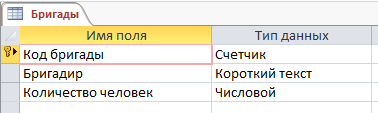 Бригады
Имя поля Тип данных
Код бригады Счетчик
Бригадир Короткий текст
Количество человек Числовой